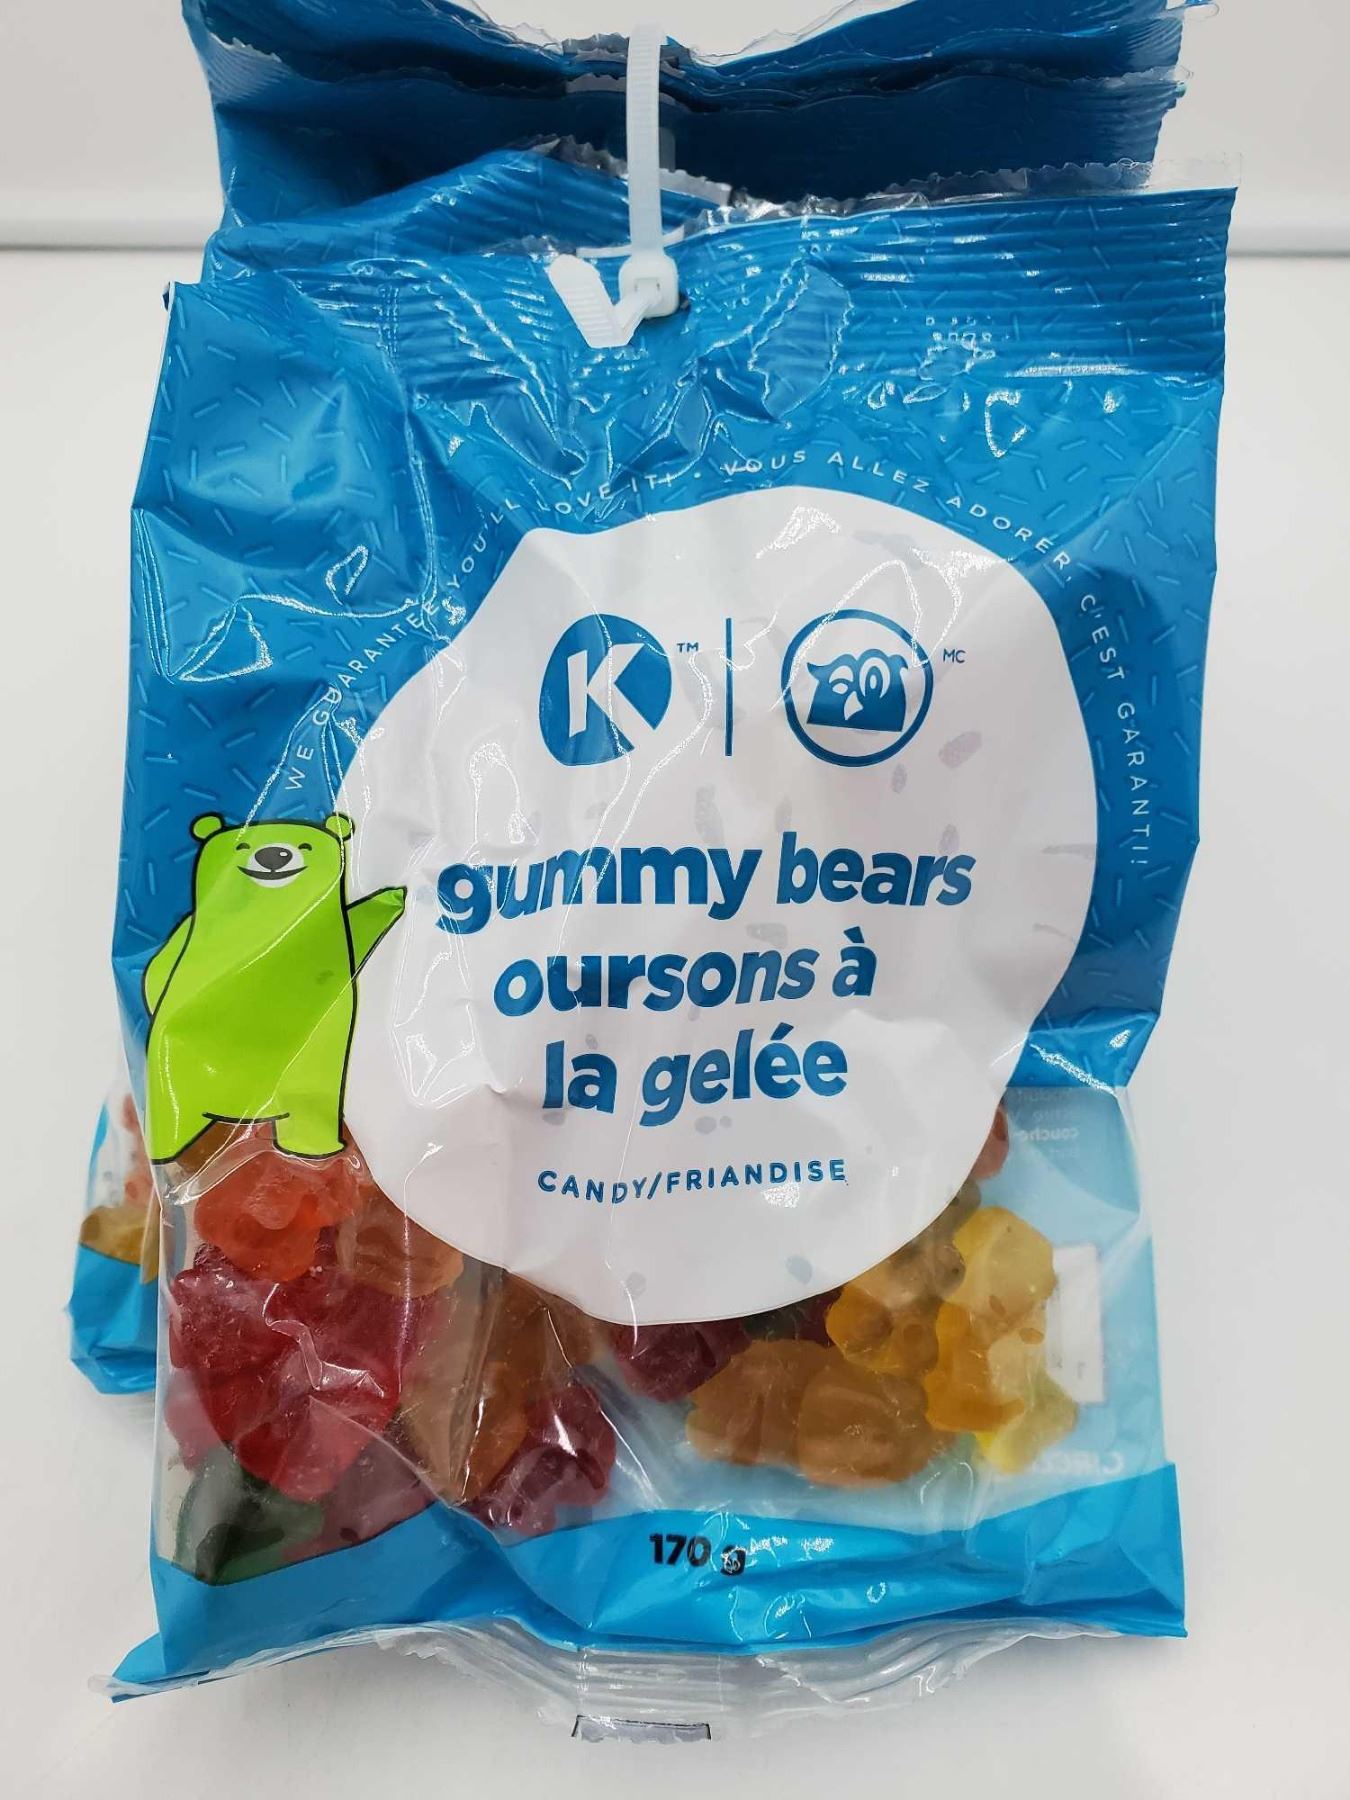 WE GUARANTEE YOU'LL LOVE IT! • VOUS ALLEZ ADORER, C'EST GARANTI!
K™ | MC
gummy bears
oursons à
la gelée
CANDY/FRIANDISE
170 g